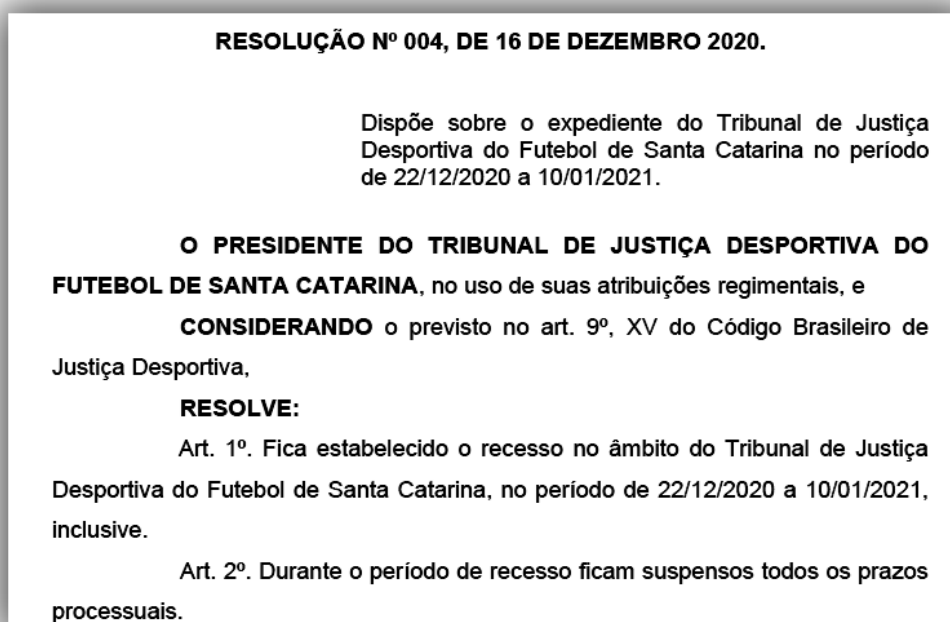 RESOLUÇÃO Nº 004, DE 16 DE DEZEMBRO 2020.
Dispõe sobre o expediente do Tribunal de Justiça
Desportiva do Futebol de Santa Catarina no período
de 22/12/2020 a 10/01/2021.
O PRESIDENTE DO TRIBUNAL DE JUSTIÇA DESPORTIVA DO
FUTEBOL DE SANTA CATARINA, no uso de suas atribuições regimentais, e
CONSIDERANDO o previsto no art. 9º, XV do Código Brasileiro de
Justiça Desportiva,
RESOLVE:
Art. 1º. Fica estabelecido o recesso no âmbito do Tribunal de Justiça
Desportiva do Futebol de Santa Catarina, no período de 22/12/2020 a 10/01/2021,
inclusive.
Art. 2º. Durante o período de recesso ficam suspensos todos os prazos
processuais.